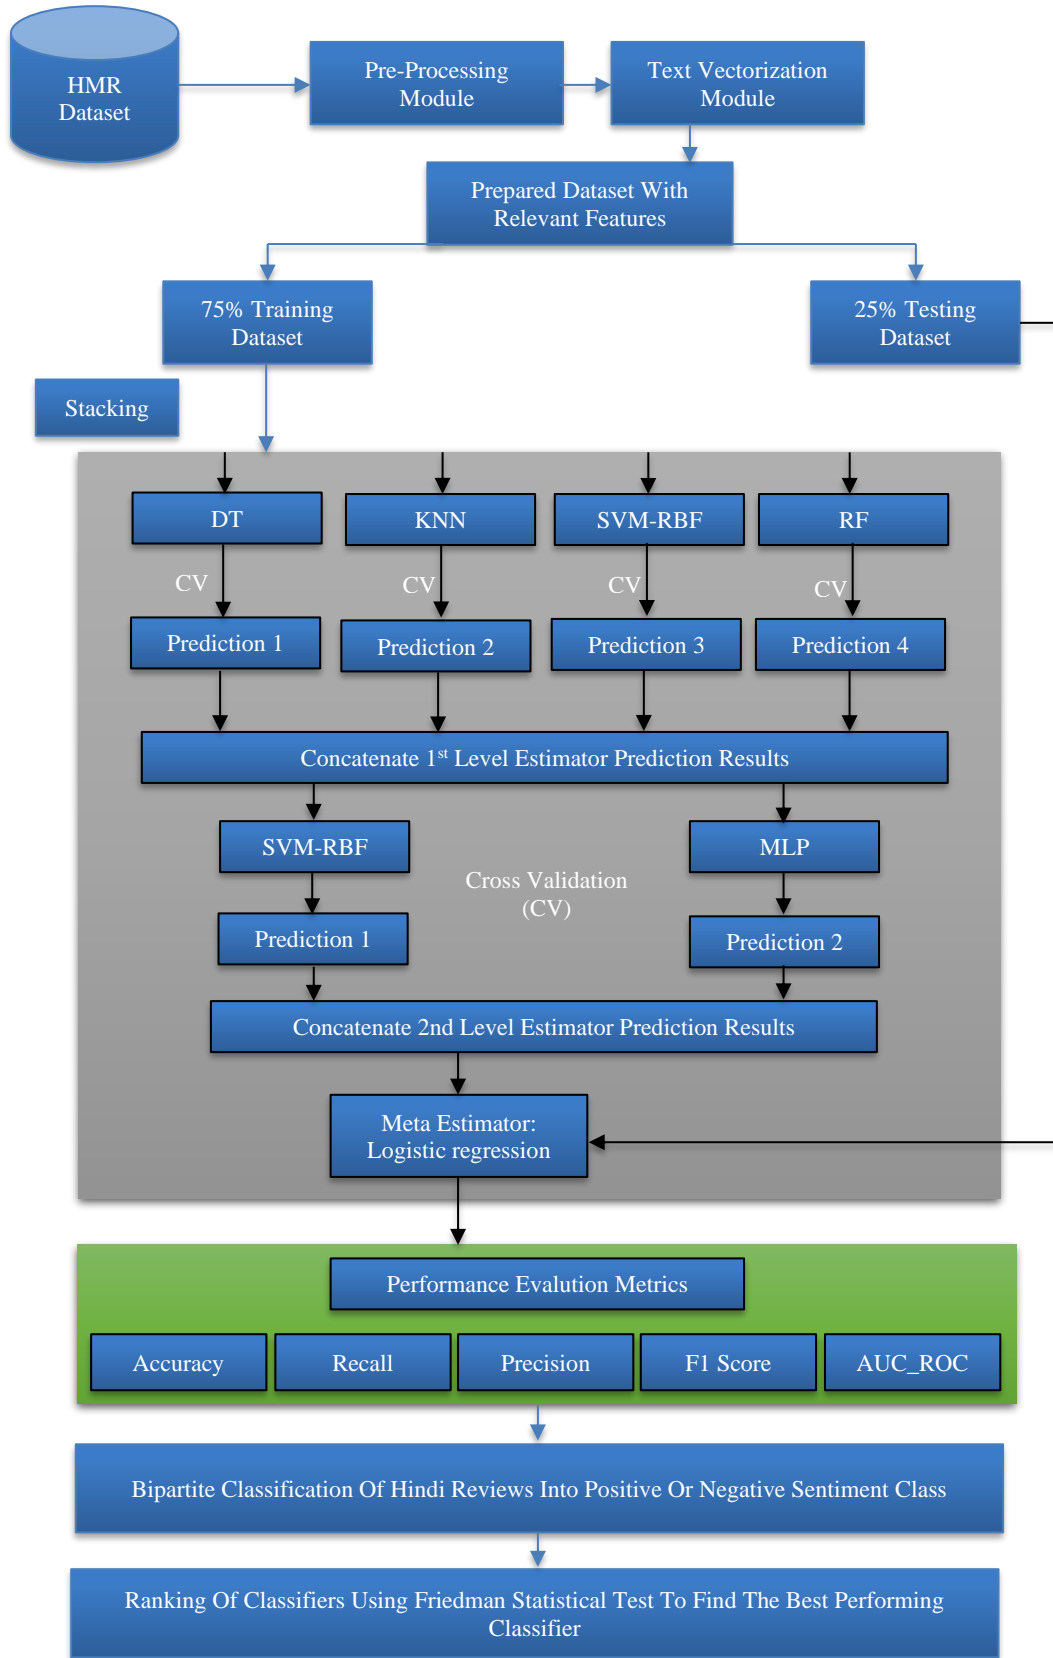 HMR
Dataset
Pre-Processing
Module
Text Vectorization
Module
Prepared Dataset With
Relevant Features
75% Training
Dataset
25% Testing
Dataset
Stacking
DT
KNN
SVM-RBF
RF
CV
CV
CV
CV
Prediction 1
Prediction 2
Prediction 3
Prediction 4
Concatenate 1st Level Estimator Prediction Results
SVM-RBF
MLP
Cross Validation
(CV)
Prediction 1
Prediction 2
Concatenate 2nd Level Estimator Prediction Results
Meta Estimator:
Logistic regression
Performance Evalution Metrics
Accuracy
Recall
Precision
F1 Score
AUC_ROC
Bipartite Classification Of Hindi Reviews Into Positive Or Negative Sentiment Class
Ranking Of Classifiers Using Friedman Statistical Test To Find The Best Performing
Classifier